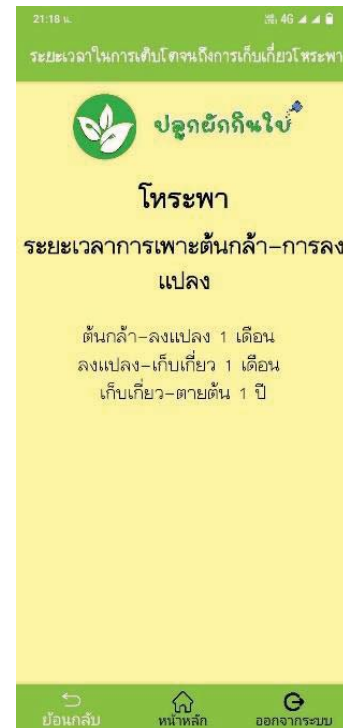 21:18 น.
4G
ระยะเวลาในการเติบโตจนถึงการเก็บเกี่ยวโหระพา
ปลูกผักกินใบ
โหระพา
ระยะเวลาการเพาะต้นกล้า-การลง
แปลง
ต้นกล้า-ลงแปลง 1 เดือน
ลงแปลง-เก็บเกี่ยว 1 เดือน
เก็บเกี่ยว-ตายต้น 1 ปี
ย้อนกลับ
หน้าหลัก
ออกจากระบบ